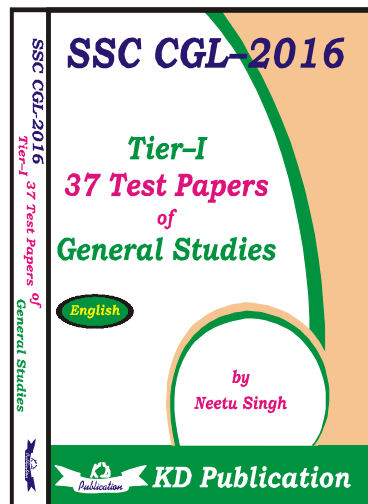 SSC CGL-2016
Tier-I
37 Test Papers
of
General Studies
SSC CGL–2016
Tier–I
37 Test Papers
of
General Studies
English
by
Neetu Singh
Publication
KD Publication